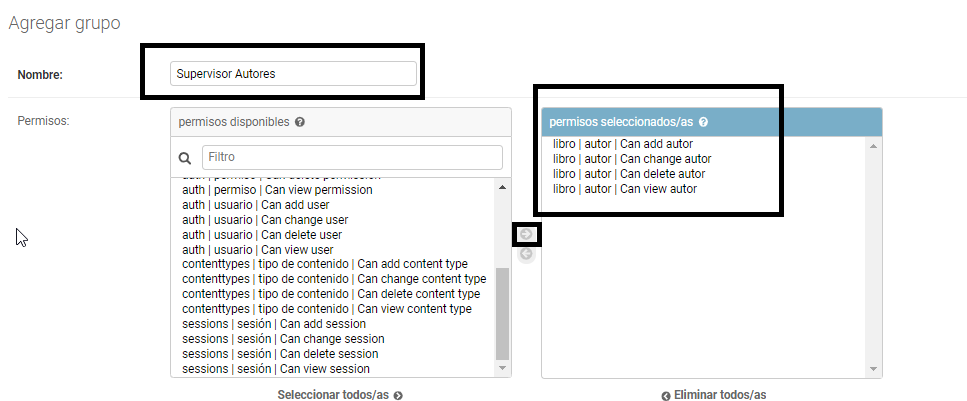 Agregar grupo
Nombre:
Supervisor Autores
Permisos:
permisos disponibles
Filtro
auth | permiso | Can delete permission
auth | permiso | Can view permission
auth | usuario | Can add user
auth | usuario | Can change user
auth | usuario | Can delete user
auth | usuario | Can view user
contenttypes | tipo de contenido | Can add content type
contenttypes | tipo de contenido | Can change content type
contenttypes | tipo de contenido | Can delete content type
contenttypes | tipo de contenido | Can view content type
sessions | sesión | Can add session
sessions | sesión | Can change session
sessions | sesión | Can delete session
sessions | sesión | Can view session
Seleccionar todos/as
permisos seleccionados/as
libro | autor | Can add autor
libro | autor | Can change autor
libro | autor | Can delete autor
libro | autor | Can view autor
Eliminar todos/as